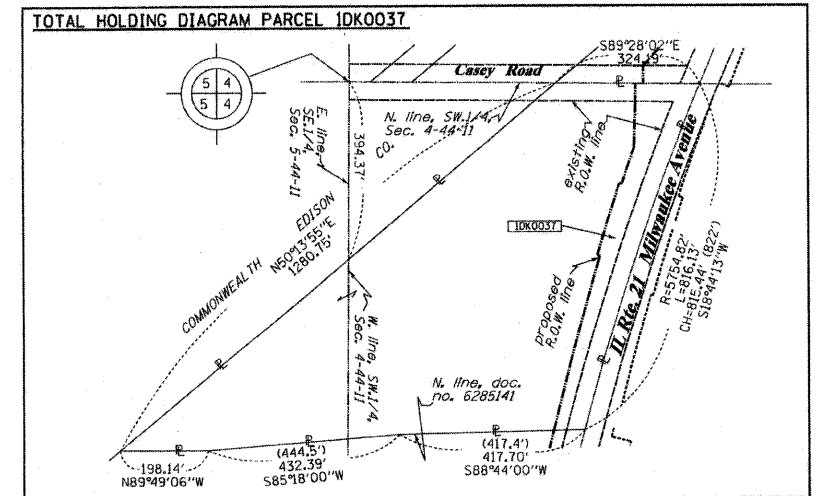 TOTAL HOLDING DIAGRAM PARCEL 1DK0037
S89°28'02"E
324.19'
Casey Road
5 4
5 4
E. line,
SE.1/4,
Sec. 5-44-11
394.37'
N. line, SW.1/4,
Sec. 4-44-11
CO.
existing
R.O.W. line
1DK0037
IL Rte. 21 Milwaukee Avenue
R=5754.82'
L=816.13'
CH=815.44' (822')
S18°44'13"W
COMMONWEALTH EDISON
N50°13'55"E
1280.75'
proposed
R.O.W. line
W. line, SW.1/4,
Sec. 4-44-11
N. line, doc.
no. 6285141
198.14'
N89°49'06"W
(444.5')
432.39'
S85°18'00"W
(417.4')
417.70'
S88°44'00"W